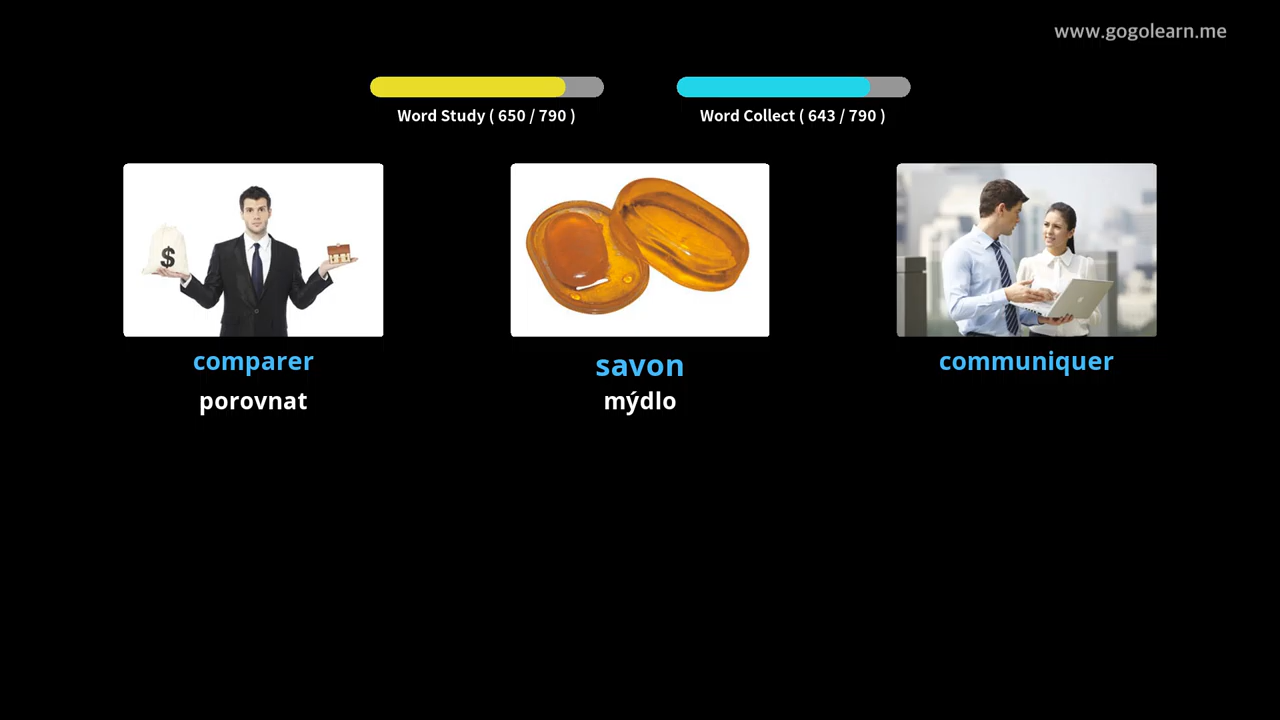 www.gogolearn.me
Word Study ( 650 / 790 )
Word Collect ( 643 / 790 )
$
comparer
savon
communiquer
porovnat
mýdlo